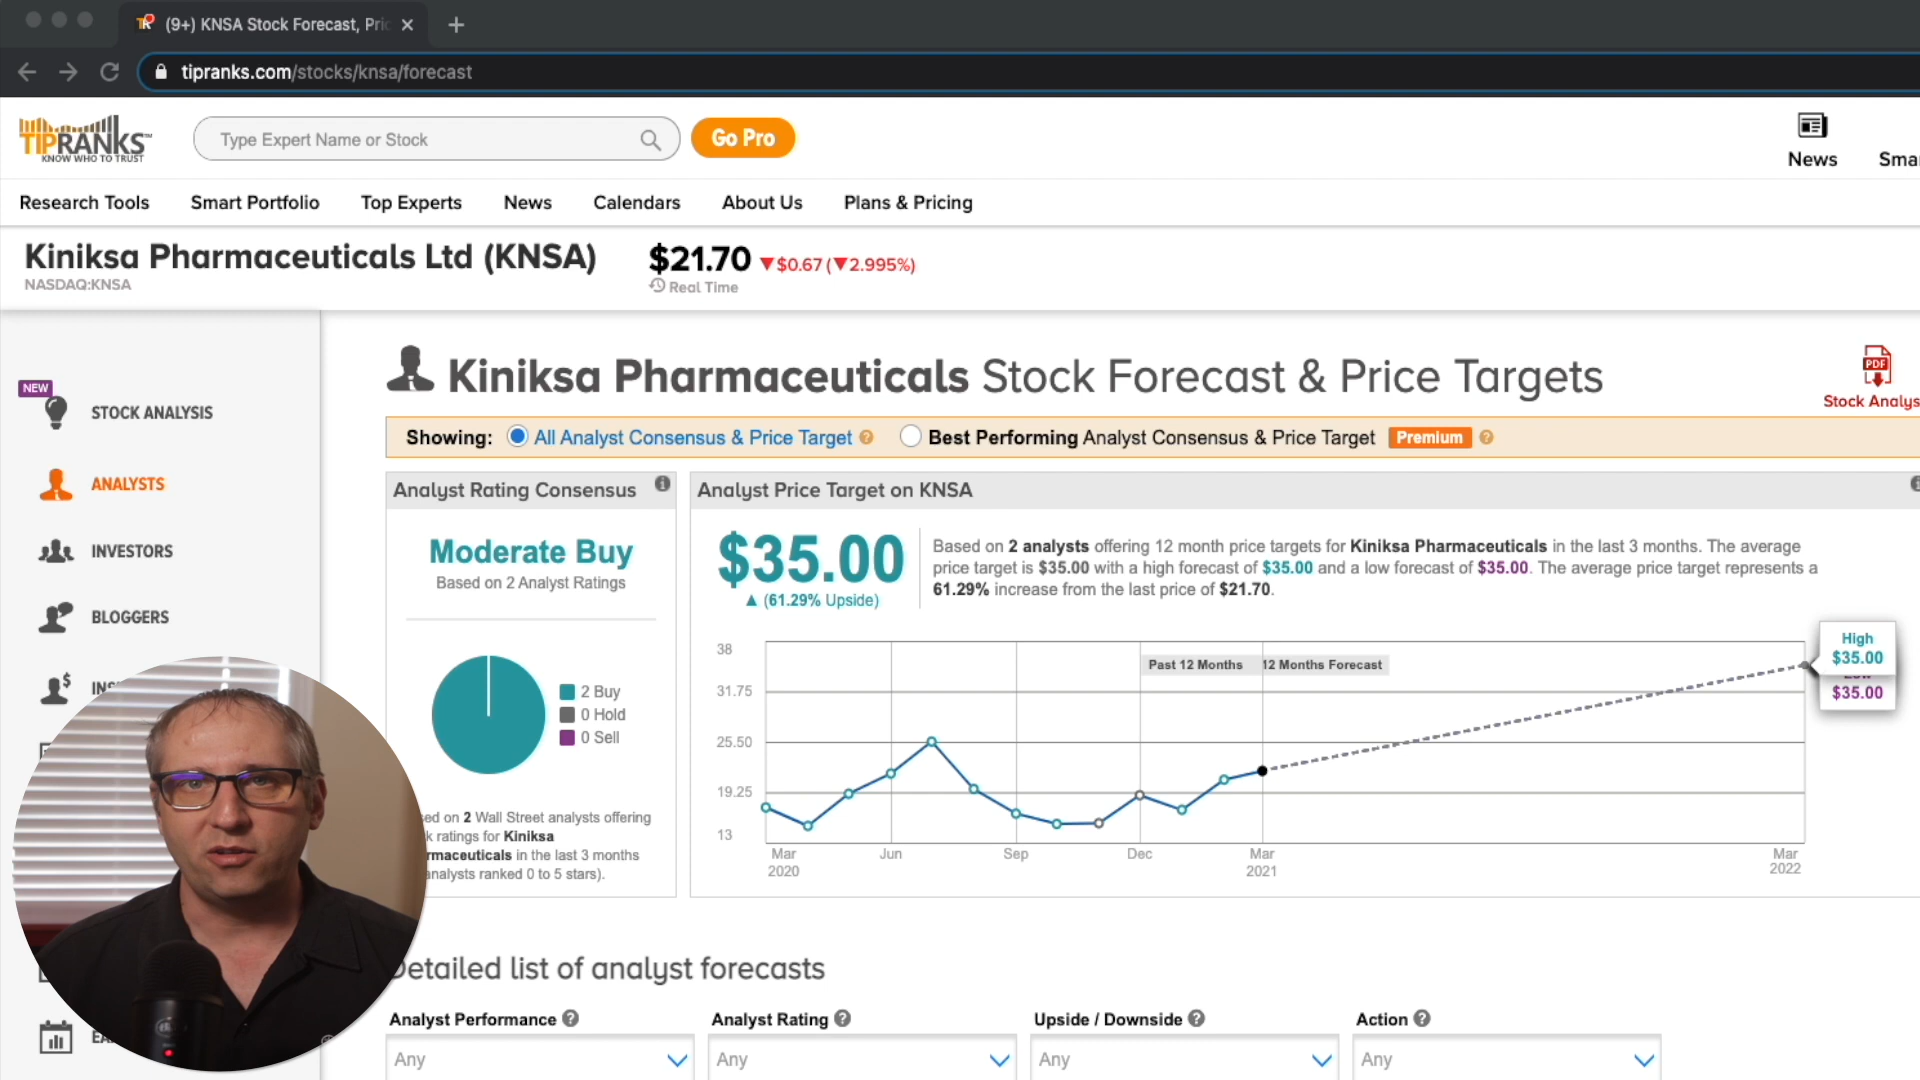 (9+) KNSA Stock Forecast, Pric
tipranks.com/stocks/knsa/forecast
TIPRANKS™
KNOW WHO TO TRUST
Type Expert Name or Stock
Go Pro
News
Smar
Research Tools Smart Portfolio Top Experts News Calendars About Us Plans & Pricing
Kiniksa Pharmaceuticals Ltd (KNSA)
NASDAQ:KNSA
$21.70 ▼$0.67 (▼2.995%)
Real Time
NEW
STOCK ANALYSIS
ANALYSTS
INVESTORS
BLOGGERS
Kiniksa Pharmaceuticals Stock Forecast & Price Targets
PDF
Stock Analys
Showing: All Analyst Consensus & Price Target Best Performing Analyst Consensus & Price Target Premium
Analyst Rating Consensus
Moderate Buy
Based on 2 Analyst Ratings
2 Buy
0 Hold
0 Sell
sed on 2 Wall Street analysts offering
k ratings for Kiniksa
rmaceuticals in the last 3 months
analysts ranked 0 to 5 stars).
Analyst Price Target on KNSA
$35.00
▲ (61.29% Upside)
Based on 2 analysts offering 12 month price targets for Kiniksa Pharmaceuticals in the last 3 months. The average
price target is $35.00 with a high forecast of $35.00 and a low forecast of $35.00. The average price target represents a
61.29% increase from the last price of $21.70.
38
31.75
25.50
19.25
13
Past 12 Months 12 Months Forecast
High
$35.00
$35.00
Mar
2020
Jun
Sep
Dec
Mar
2021
Mar
2022
Detailed list of analyst forecasts
Analyst Performance Analyst Rating Upside / Downside Action
Any Any Any Any